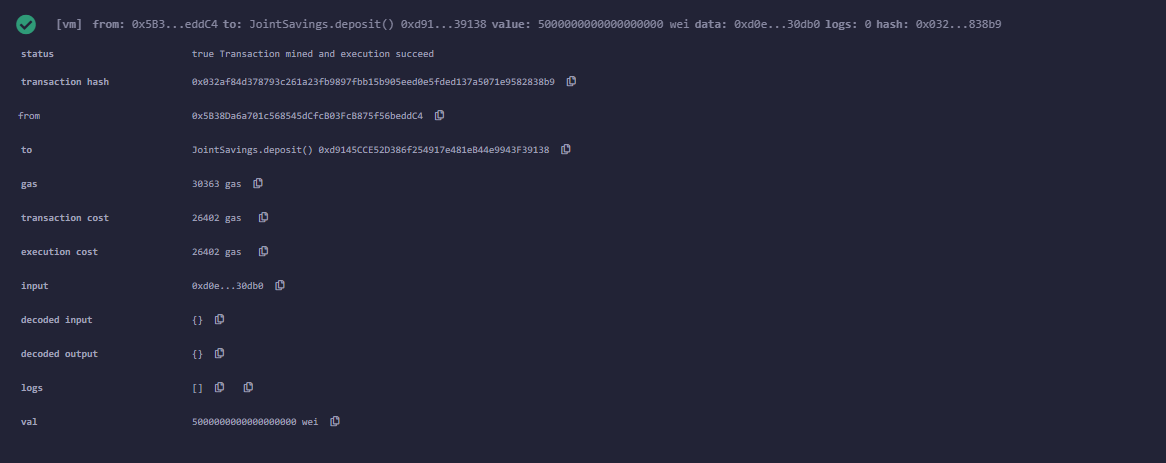 [vm] from: 0x5B3...eddC4 to: JointSavings.deposit() 0xd91...39138 value: 5000000000000000000 wei data: 0xd0e...30db0 logs: 0 hash: 0x032...838b9
status true Transaction mined and execution succeed
transaction hash 0x032af84d378793c261a23fb9897fbb15b905eed0e5fded137a5071e9582838b9
from 0x5B38Da6a701c568545dCfcB03FcB875f56beddC4
to JointSavings.deposit() 0xd9145CCE52D386f254917e481eB44e9943F39138
gas 30363 gas
transaction cost 26402 gas
execution cost 26402 gas
input 0xd0e...30db0
decoded input {}
decoded output {}
logs []
val 5000000000000000000 wei